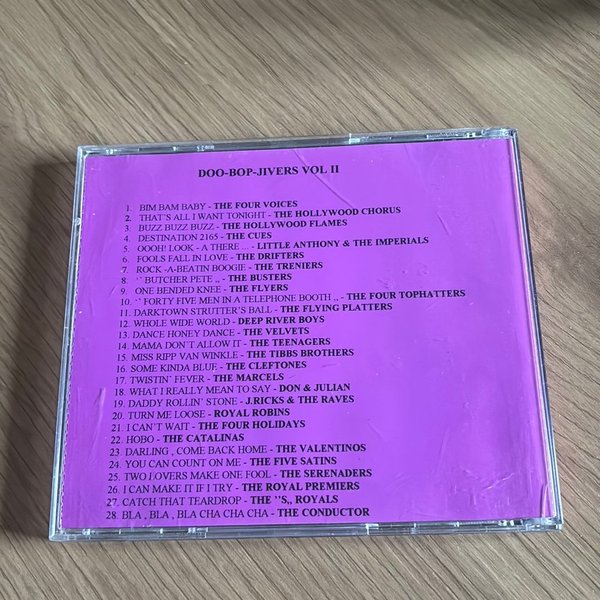 DOO-BOP-JIVERS VOL II
1. BIM BAM BABY - THE FOUR VOICES
2. THAT'S ALL I WANT TONIGHT - THE HOLLYWOOD CHORUS
3. BUZZ BUZZ BUZZ - THE HOLLYWOOD FLAMES
4. DESTINATION 2165 - THE CUES
5. OOOH! LOOK - A THERE ... - LITTLE ANTHONY & THE IMPERIALS
6. FOOLS FALL IN LOVE - THE DRIFTERS
7. ROCK -A-BEATIN BOOGIE - THE TRENIERS
8. '' BUTCHER PETE ,, - THE BUSTERS
9. ONE BENDED KNEE - THE FLYERS
10. '' FORTY FIVE MEN IN A TELEPHONE BOOTH ,, - THE FOUR TOPHATTERS
11. DARKTOWN STRUTTER'S BALL - THE FLYING PLATTERS
12. WHOLE WIDE WORLD - DEEP RIVER BOYS
13. DANCE HONEY DANCE - THE VELVETS
14. MAMA DON'T ALLOW IT - THE TEENAGERS
15. MISS RIPP VAN WINKLE - THE TIBBS BROTHERS
16. SOME KINDA BLUE - THE CLEFTONES
17. TWISTIN' FEVER - THE MARCELS
18. WHAT I REALLY MEAN TO SAY - DON & JULIAN
19. DADDY ROLLIN' STONE - J.RICKS & THE RAVES
20. TURN ME LOOSE - ROYAL ROBINS
21. I CAN'T WAIT - THE FOUR HOLIDAYS
22. HOBO - THE CATALINAS
23. DARLING , COME BACK HOME - THE VALENTINOS
24. YOU CAN COUNT ON ME - THE FIVE SATINS
25. TWO LOVERS MAKE ONE FOOL - THE SERENADERS
26. I CAN MAKE IT IF I TRY - THE ROYAL PREMIERS
27. CATCH THAT TEARDROP - THE ''5,, ROYALS
28. BLA , BLA , BLA CHA CHA CHA - THE CONDUCTOR